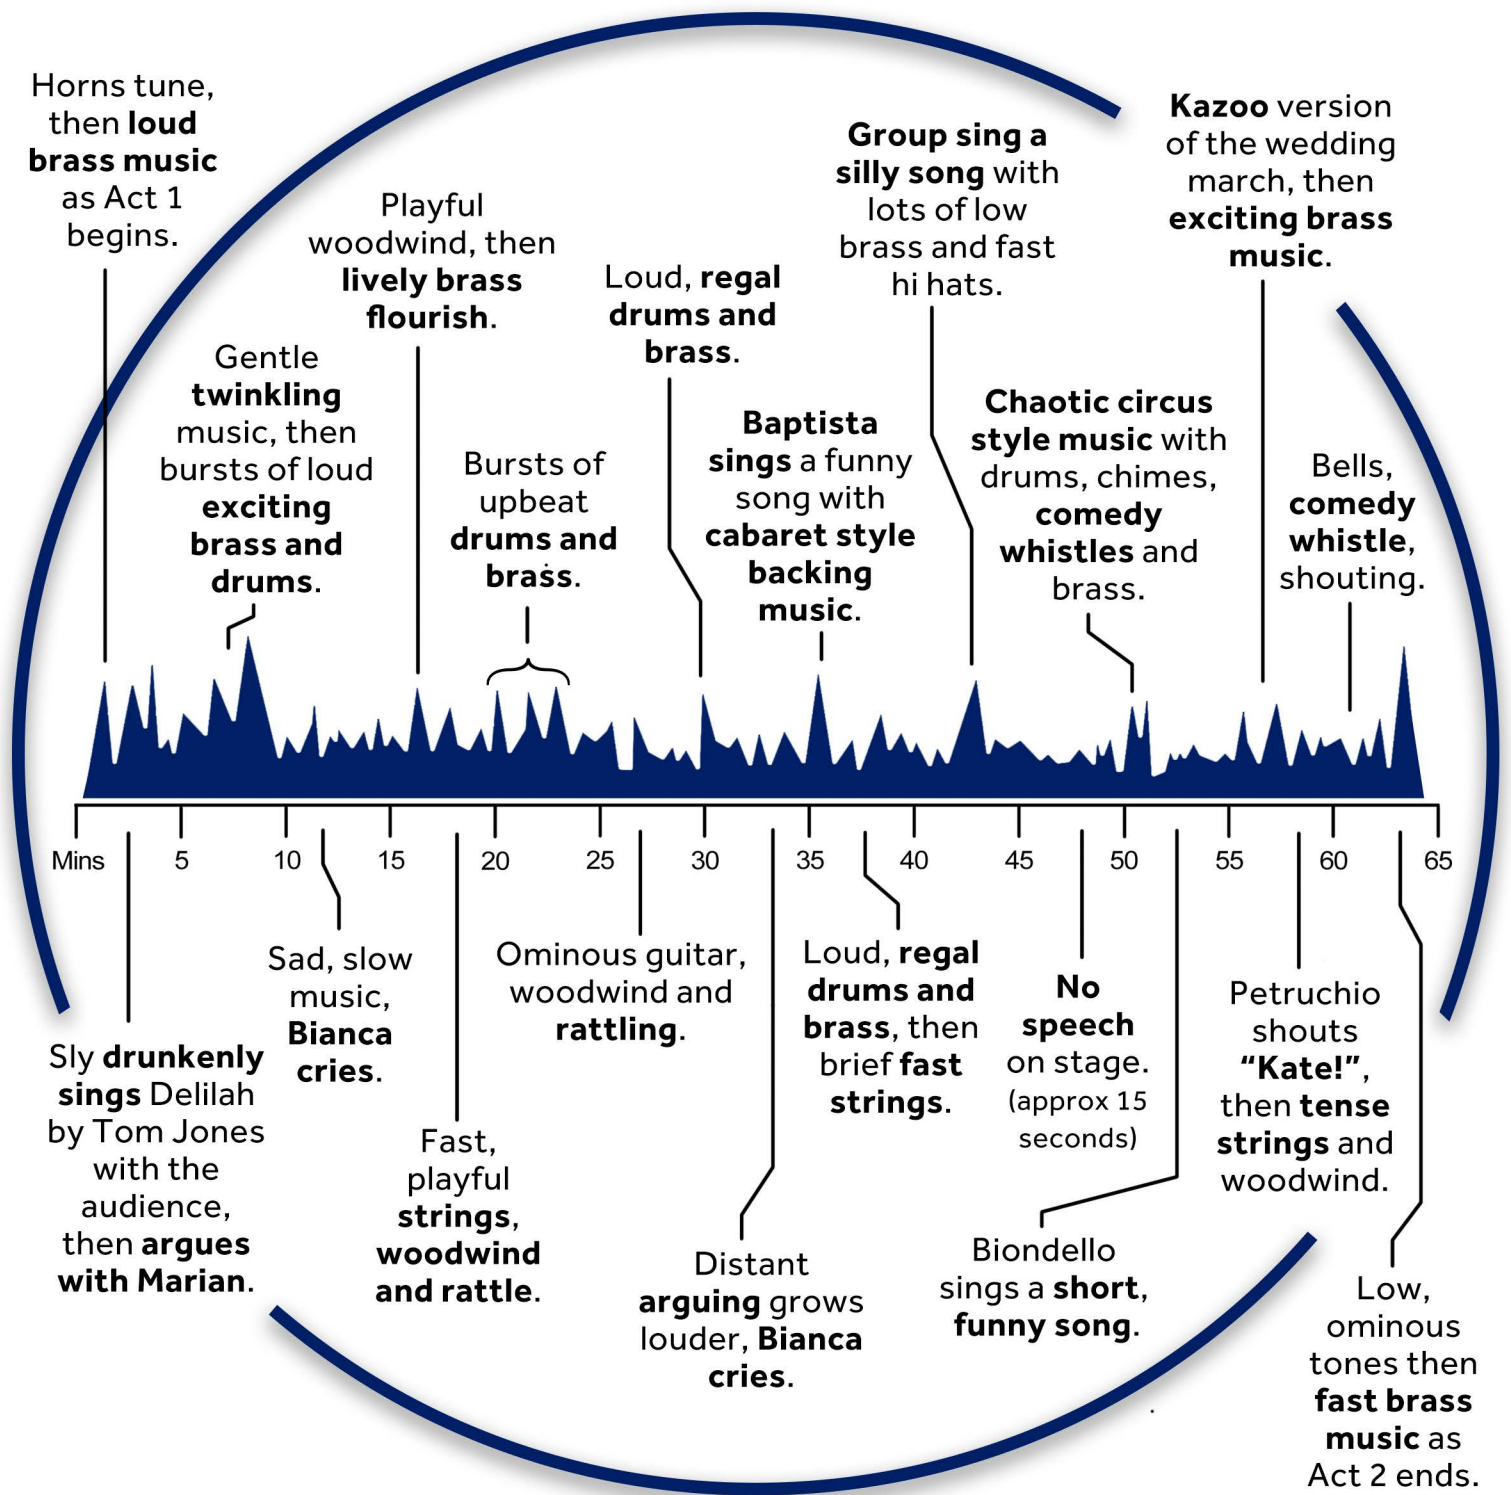 Horns tune,
then loud
brass music
as Act 1
begins.
Gentle
twinkling
music, then
bursts of loud
exciting
brass and
drums.
Playful
woodwind, then
lively brass
flourish.
Bursts of
upbeat
drums and
brass.
Loud, regal
drums and
brass.
Baptista
sings a funny
song with
cabaret style
backing
music.
Group sing a
silly song with
lots of low
brass and fast
hi hats.
Chaotic circus
style music with
drums, chimes,
comedy
whistles and
brass.
Kazoo version
of the wedding
march, then
exciting brass
music.
Bells,
comedy
whistle,
shouting.
Mins 5 10 15 20 25 30 35 40 45 50 55 60 65
Sly drunkenly
sings Delilah
by Tom Jones
with the
audience,
then argues
with Marian.
Sad, slow
music,
Bianca
cries.
Fast,
playful
strings,
woodwind
and rattle.
Ominous guitar,
woodwind and
rattling.
Distant
arguing grows
louder, Bianca
cries.
Loud, regal
drums and
brass, then
brief fast
strings.
No
speech
on stage.
(approx 15
seconds)
Biondello
sings a short,
funny song.
Petruchio
shouts
“Kate!”,
then tense
strings and
woodwind.
Low,
ominous
tones then
fast brass
music as
Act 2 ends.